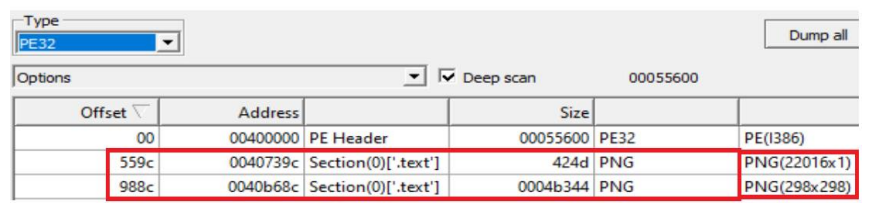 Type
PE32 Dump all
Options Deep scan 00055600
Offset Address Size
00 00400000 PE Header 00055600 PE32 PE(I386)
559c 0040739c Section(0)['.text'] 424d PNG PNG(22016x1)
988c 0040b68c Section(0)['.text'] 0004b344 PNG PNG(298x298)